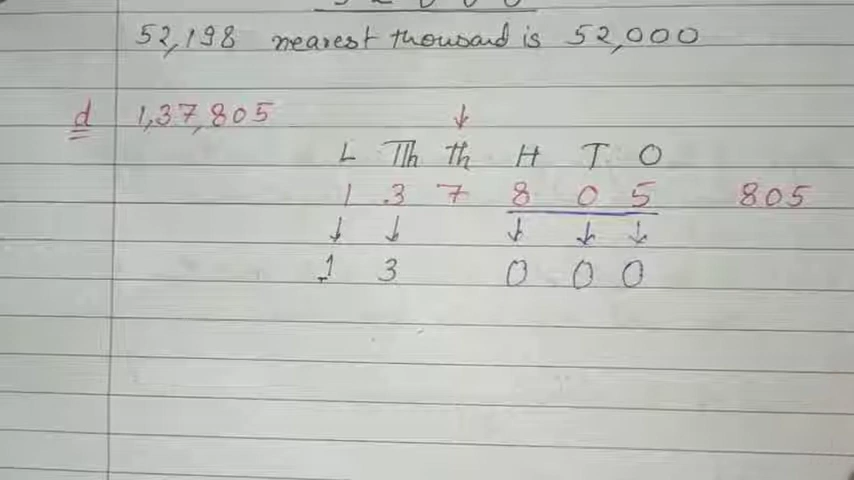 52,198 nearest thousand is 52,000
d 1,37,805
L Th th H T O
1 3 7 8 0 5 805
1 3 0 0 0